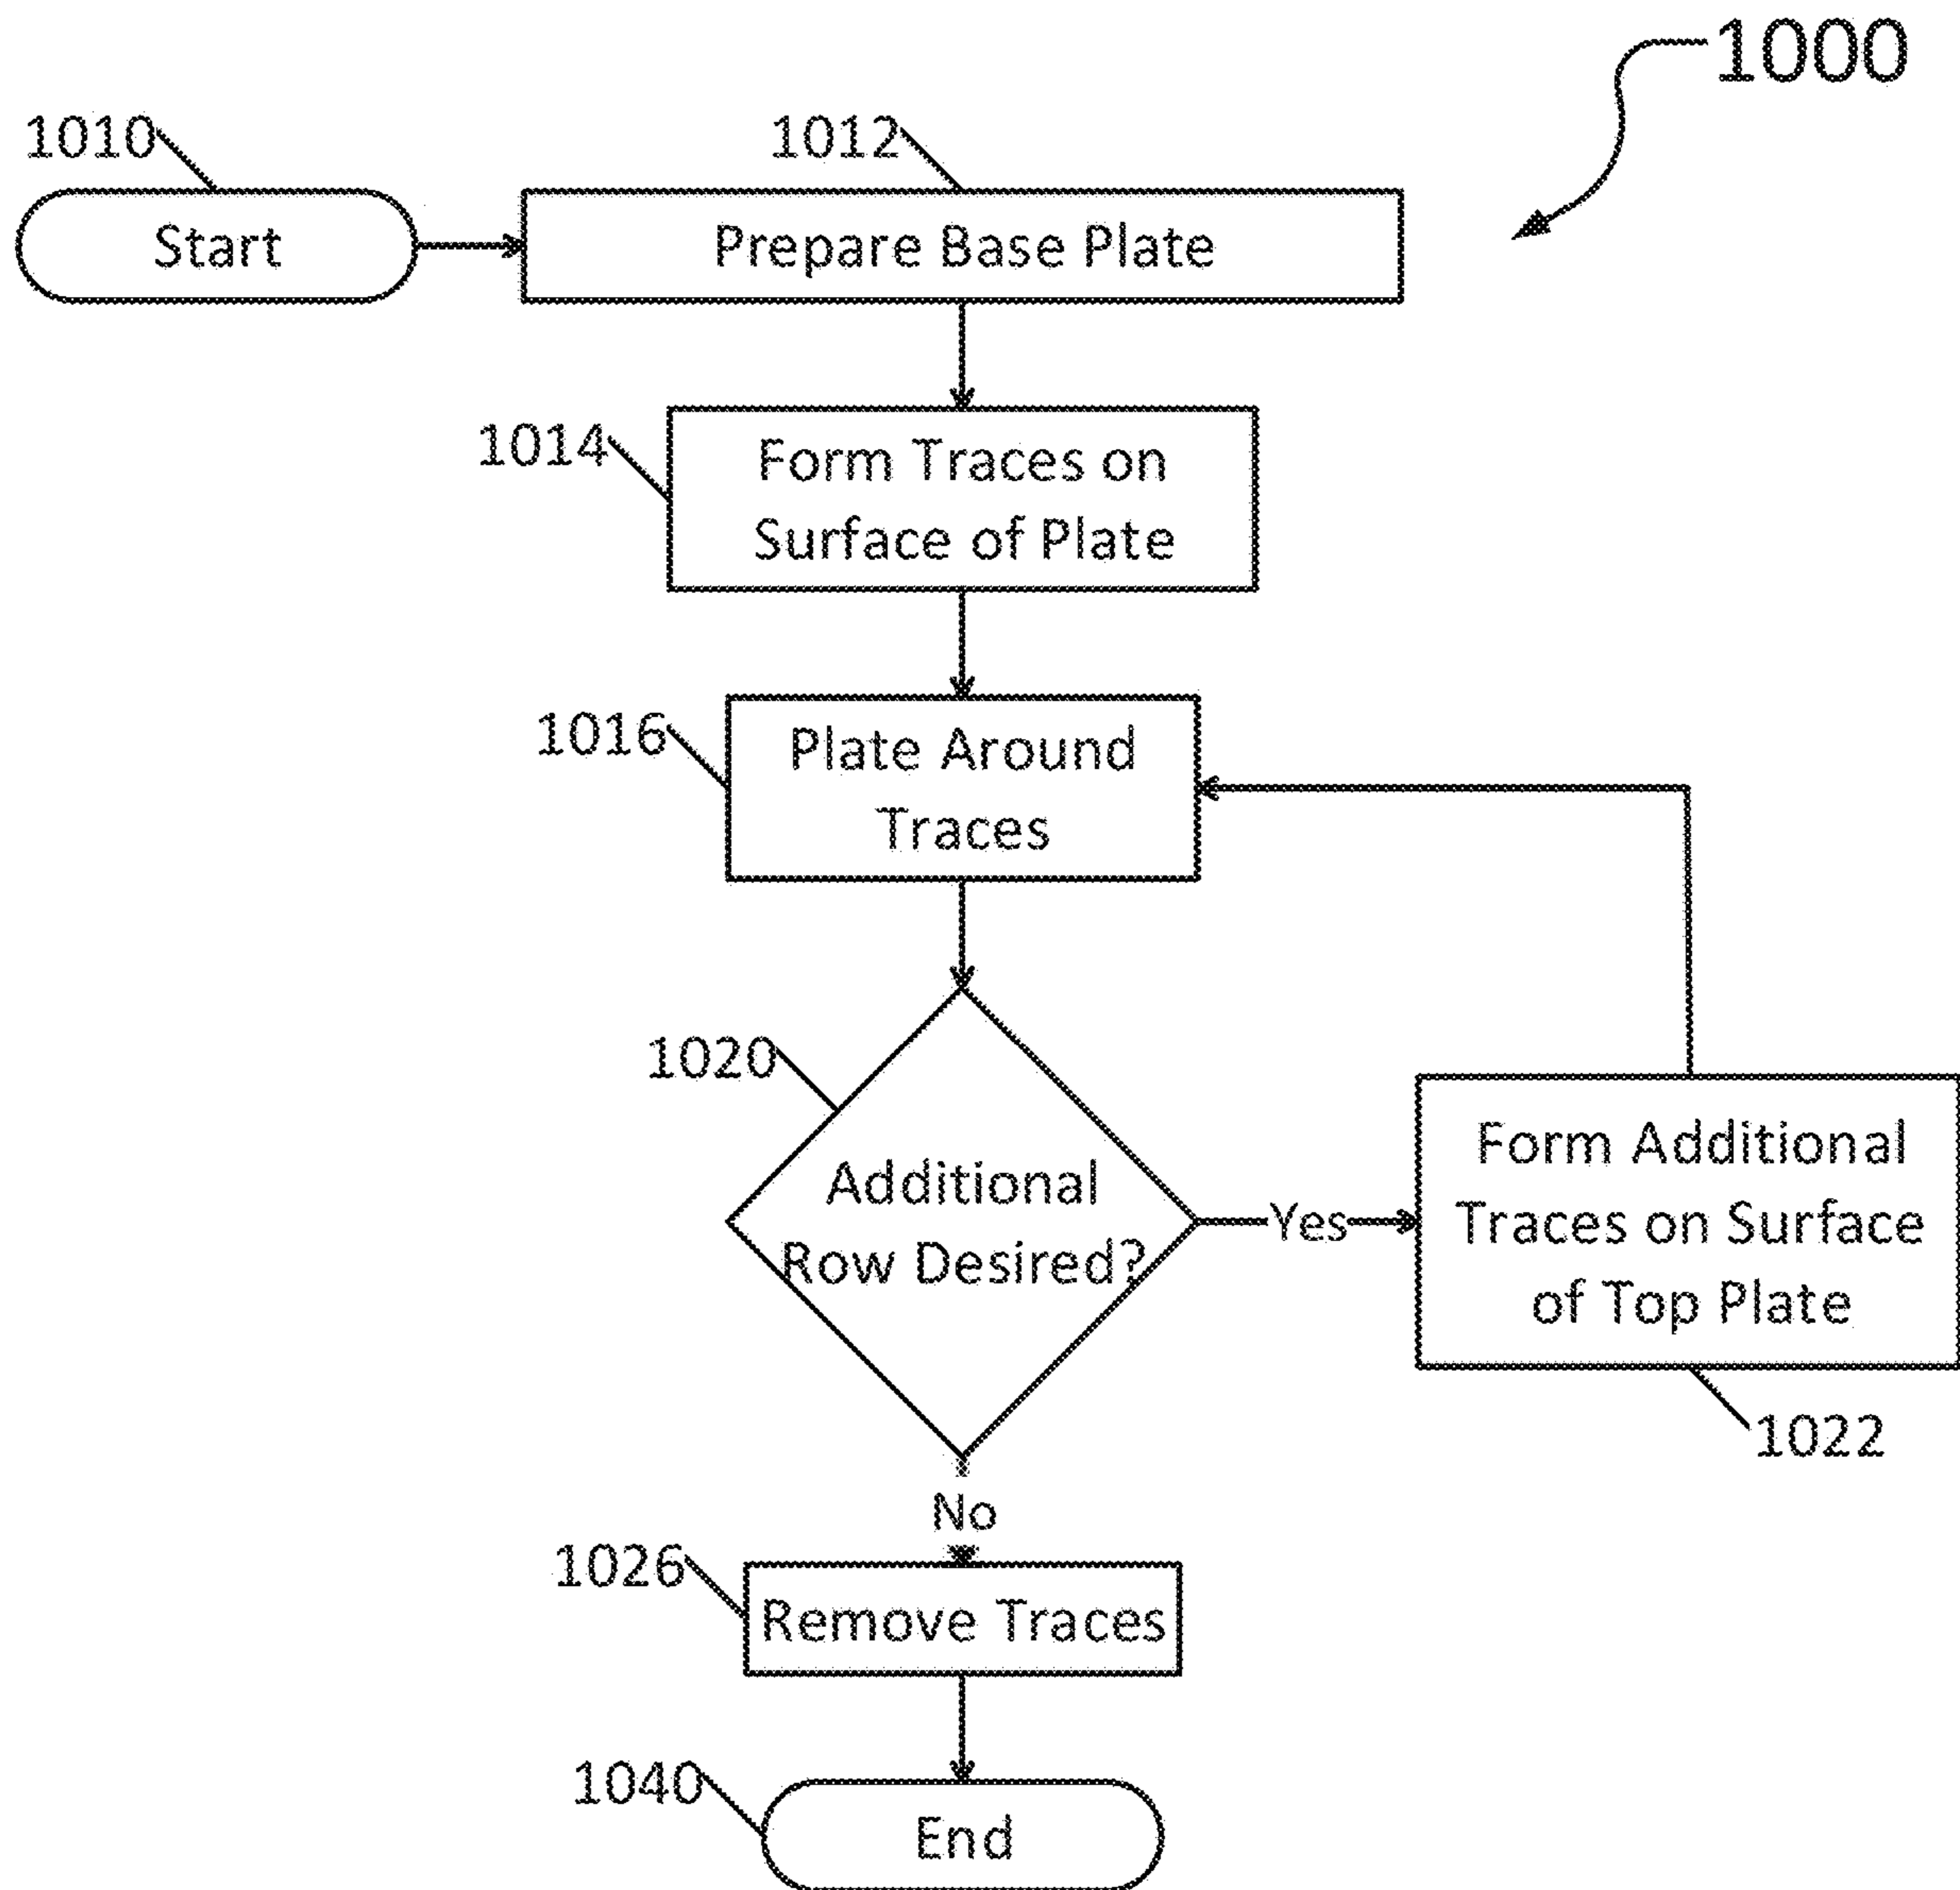 1000
1010
1012
Start
Prepare Base Plate
1014
Form Traces on
Surface of Plate
1016
Plate Around
Traces
1020
Additional
Row Desired?
Yes
Form Additional
Traces on Surface
of Top Plate
1022
No
1026
Remove Traces
1040
End